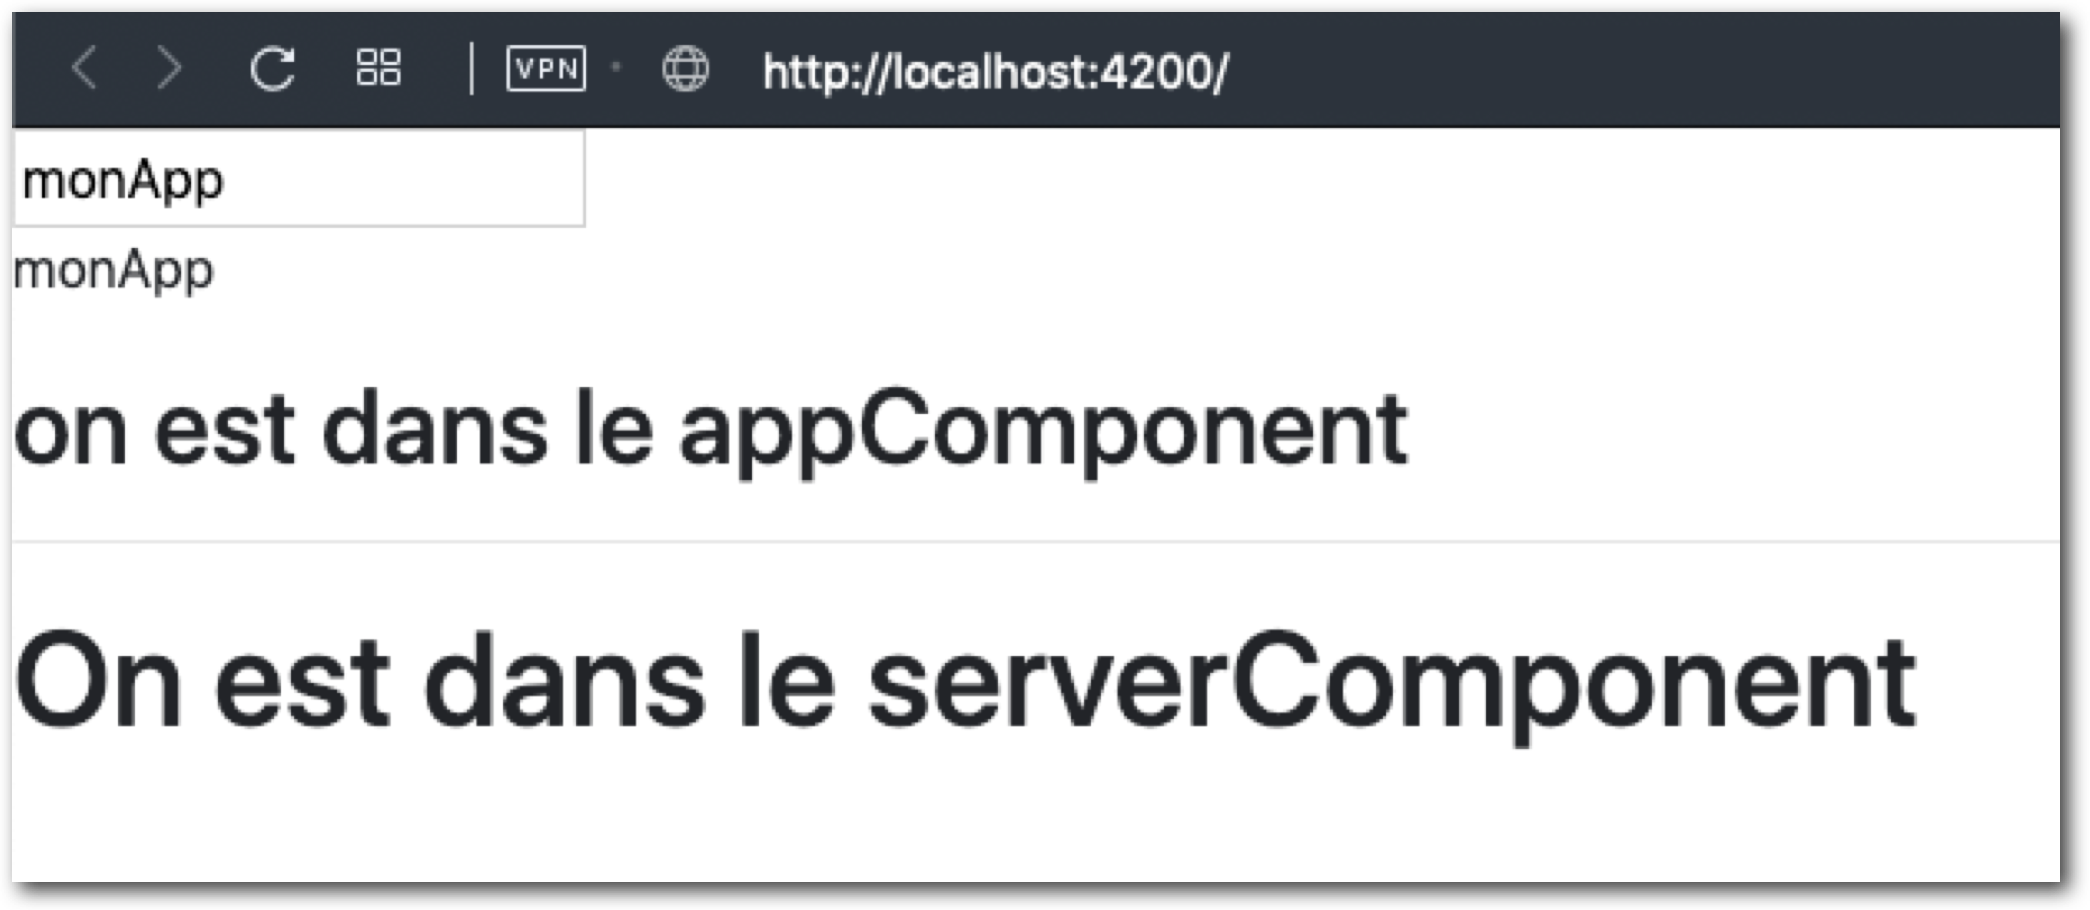 VPN http://localhost:4200/
monApp
monApp
on est dans le appComponent
On est dans le serverComponent